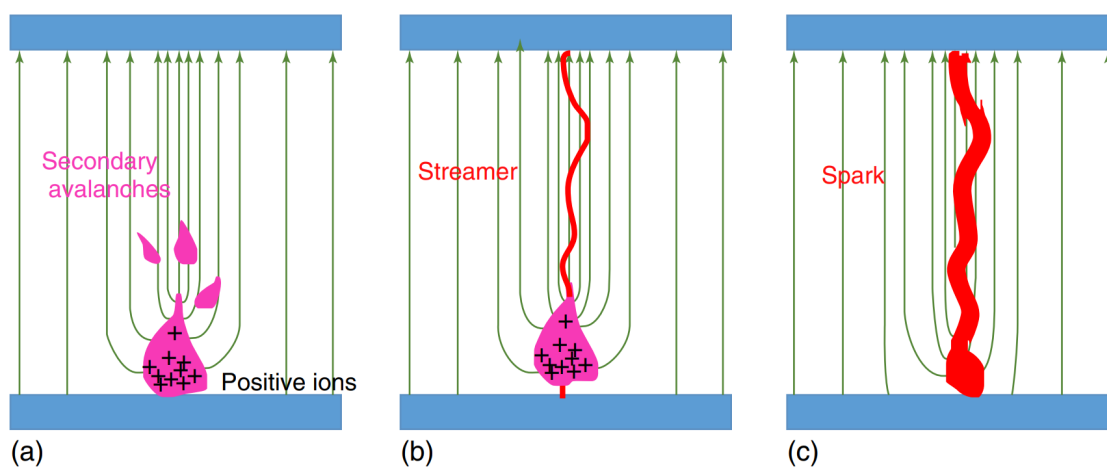 Secondary
avalanches
Positive ions
(a)
Streamer
(b)
Spark
(c)